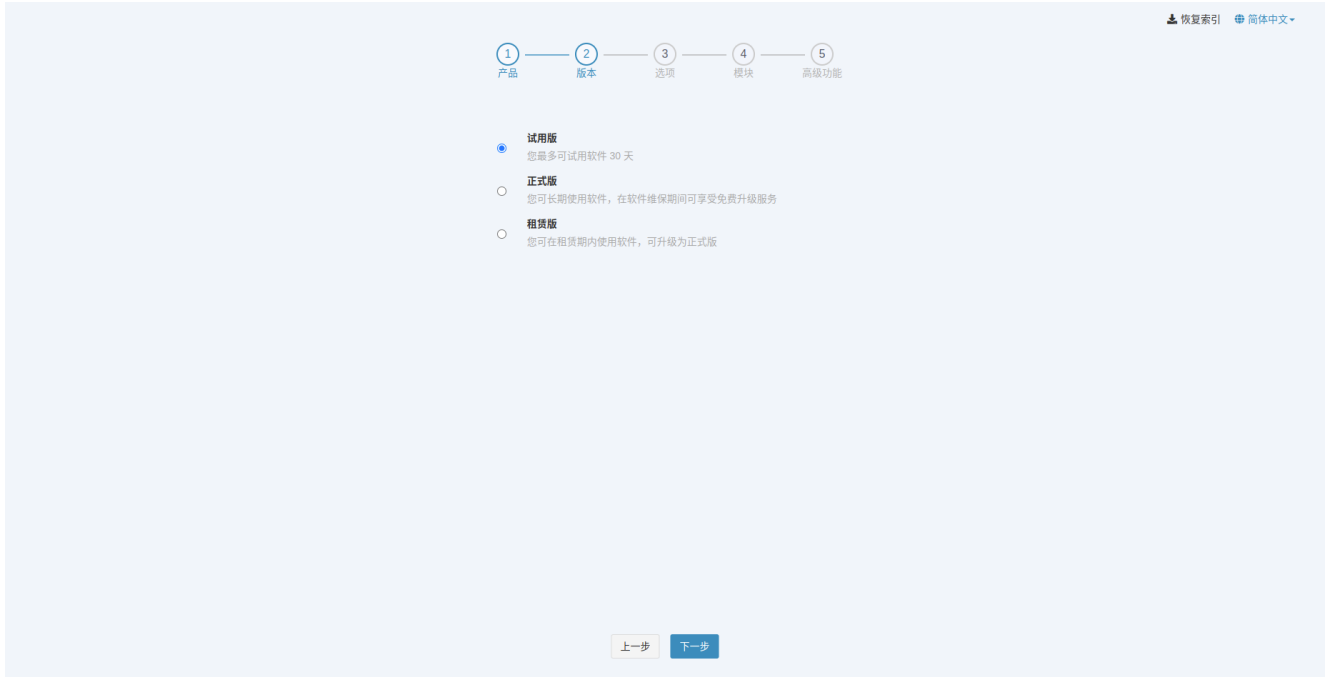 恢复索引 简体中文
1 2 3 4 5
产品 版本 选项 模块 高级功能
试用版
您最多可试用软件 30 天
正式版
您可长期使用软件，在软件维保期间可享受免费升级服务
租赁版
您可在租赁期内使用软件，可升级为正式版
上一步 下一步